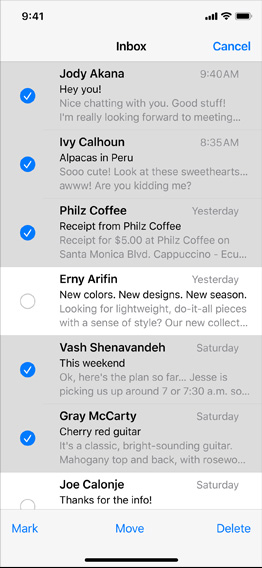 9:41
Inbox
Cancel
Jody Akana 9:40 AM
Hey you!
Nice chatting with you. Good stuff!
I'm really looking forward to meeting...
Ivy Calhoun 8:35 AM
Alpacas in Peru
Sooo cute! Look at these sweethearts...
awww! Are you kidding me?
Philz Coffee Yesterday
Receipt from Philz Coffee
Receipt for $5.00 at Philz Coffee on
Santa Monica Blvd. Cappuccino - Ecu...
Erny Arifin Yesterday
New colors. New designs. New season.
Looking for lightweight, do-it-all pieces
with a sense of style? Our new collect...
Vash Shenavandeh Saturday
This weekend
Ok, here's the plan so far... Jesse is
picking us up around 7 or 7:30 a.m. so...
Gray McCarty Saturday
Cherry red guitar
It's a classic, bright-sounding guitar.
Mahogany top and back, with rosewo...
Joe Calonje Saturday
Thanks for the info!
Mark Move Delete